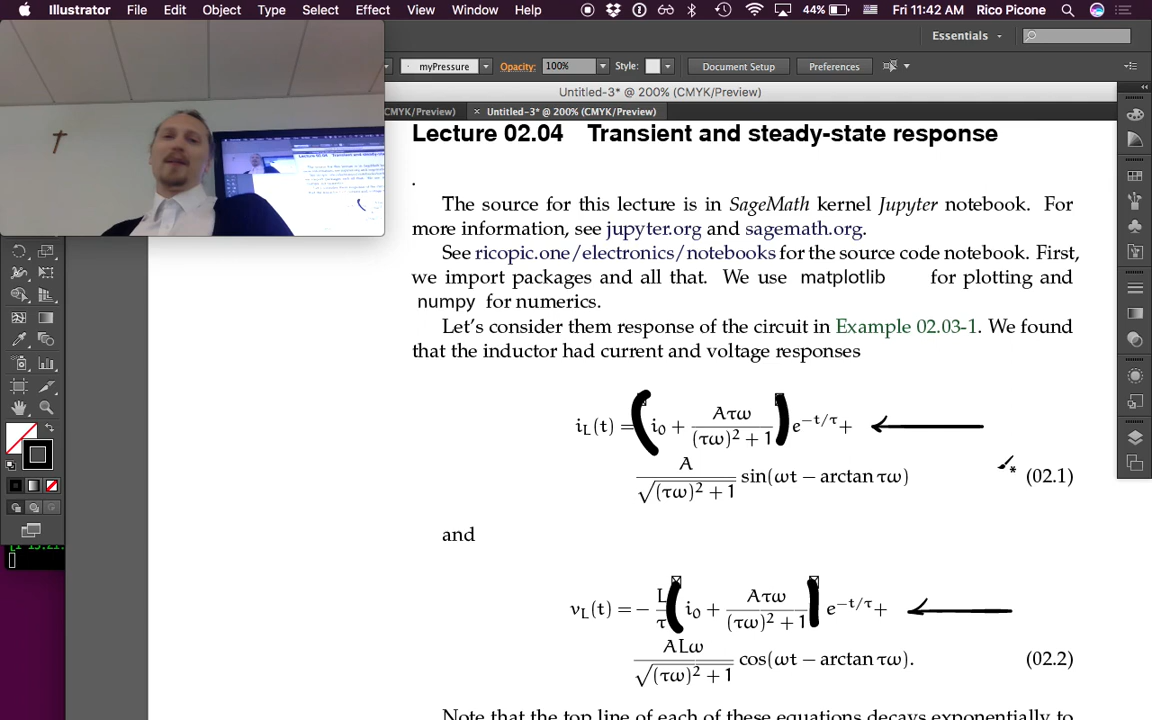 Illustrator File Edit Object Type Select Effect View Window Help 44% Fri 11:42 AM Rico Picone
Essentials
myPressure Opacity: 100% Style: Document Setup Preferences
Untitled-3* @ 200% (CMYK/Preview)
CMYK/Preview) × Untitled-3* @ 200% (CMYK/Preview)
Lecture 02.04 Transient and steady-state response
.
The source for this lecture is in SageMath kernel Jupyter notebook. For
more information, see jupyter.org and sagemath.org.
See ricopic.one/electronics/notebooks for the source code notebook. First,
we import packages and all that. We use matplotlib for plotting and
numpy for numerics.
Let's consider them response of the circuit in Example 02.03-1. We found
that the inductor had current and voltage responses
i_L(t) = ( i_0 + Aτω / ((τω)² + 1) ) e^{−t/τ} +
A / √((τω)² + 1) sin(ωt − arctan τω) (02.1)
and
v_L(t) = − L/τ ( i_0 + Aτω / ((τω)² + 1) ) e^{−t/τ} +
ALω / √((τω)² + 1) cos(ωt − arctan τω). (02.2)
Note that the top line of each of these equations decays exponentially to